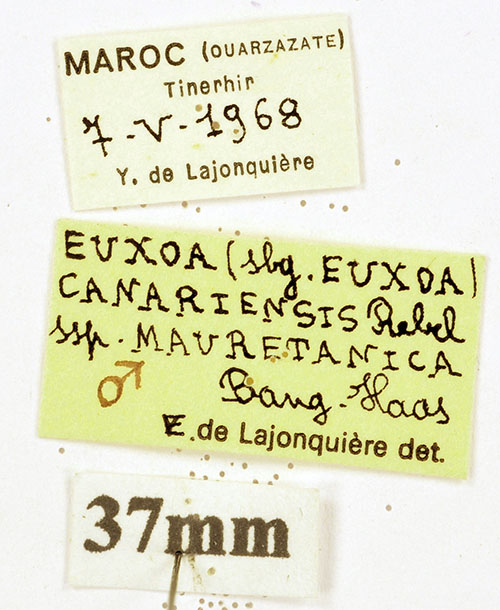 MAROC (OUARZAZATE)
Tinerhir
7-V-1968
Y. de Lajonquière
EUXOA (sbg. EUXOA)
CANARIENSIS Rebel
ssp. MAURETANICA
♂ Bang-Haas
E. de Lajonquière det.
37mm